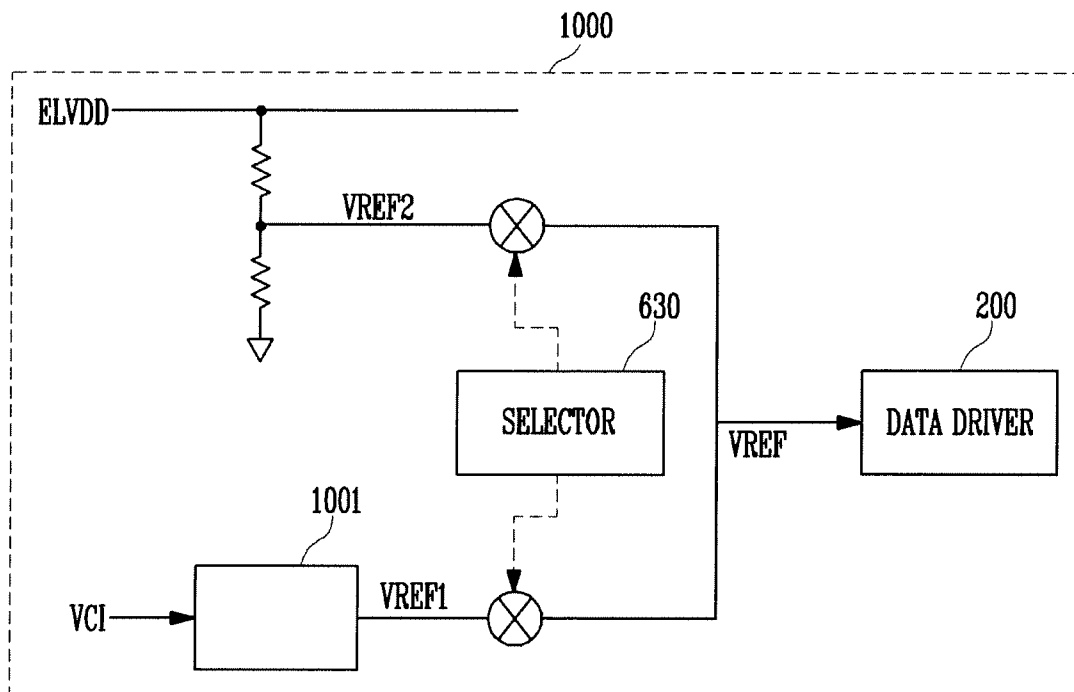 1000
ELVDD
VREF2
630
200
SELECTOR
DATA DRIVER
VREF
1001
VREF1
VCI